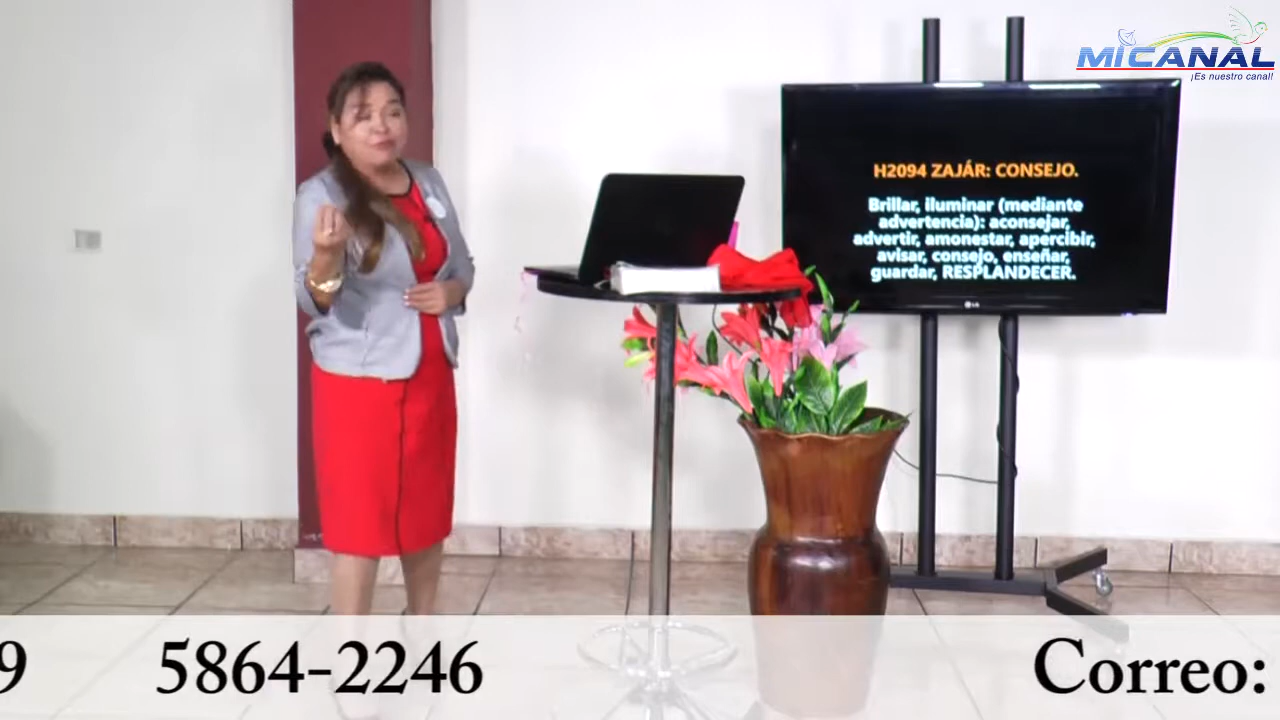 MICANAL
¡Es nuestro canal!
H2094 ZAJÁR: CONSEJO.
Brillar, iluminar (mediante
advertencia): aconsejar,
advertir, amonestar, apercibir,
avisar, consejo, enseñar,
guardar, RESPLANDECER.
LG
9 5864-2246 Correo: